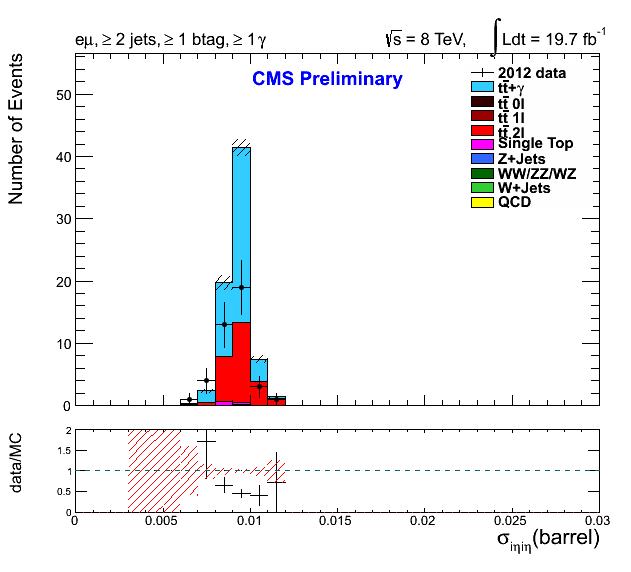 eμ, ≥ 2 jets, ≥ 1 btag, ≥ 1 γ
√s = 8 TeV, ∫ Ldt = 19.7 fb⁻¹
CMS Preliminary
2012 data
tt̄+γ
tt̄ 0l
tt̄ 1l
tt̄ 2l
Single Top
Z+Jets
WW/ZZ/WZ
W+Jets
QCD
Number of Events
50
40
30
20
10
0
data/MC
2
1.5
1
0.5
0
0 0.005 0.01 0.015 0.02 0.025 0.03
σ_iηiη(barrel)